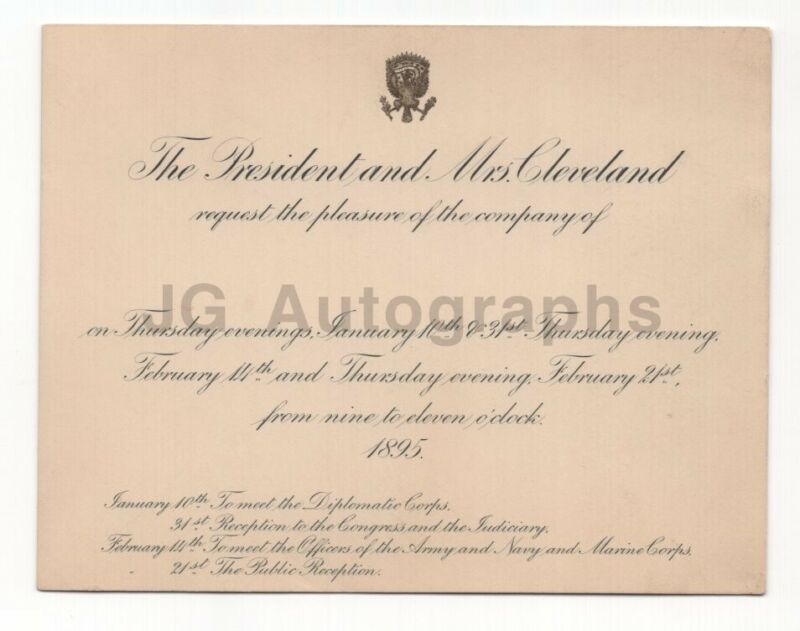 The President and Mrs. Cleveland
request the pleasure of the company of
JG Autographs
on Thursday evenings, January 10th & 31st Thursday evening,
February 14th and Thursday evening, February 21st,
from nine to eleven o'clock.
1895.
January 10th To meet the Diplomatic Corps.
31st Reception to the Congress and the Judiciary.
February 14th To meet the Officers of the Army and Navy and Marine Corps.
21st The Public Reception.